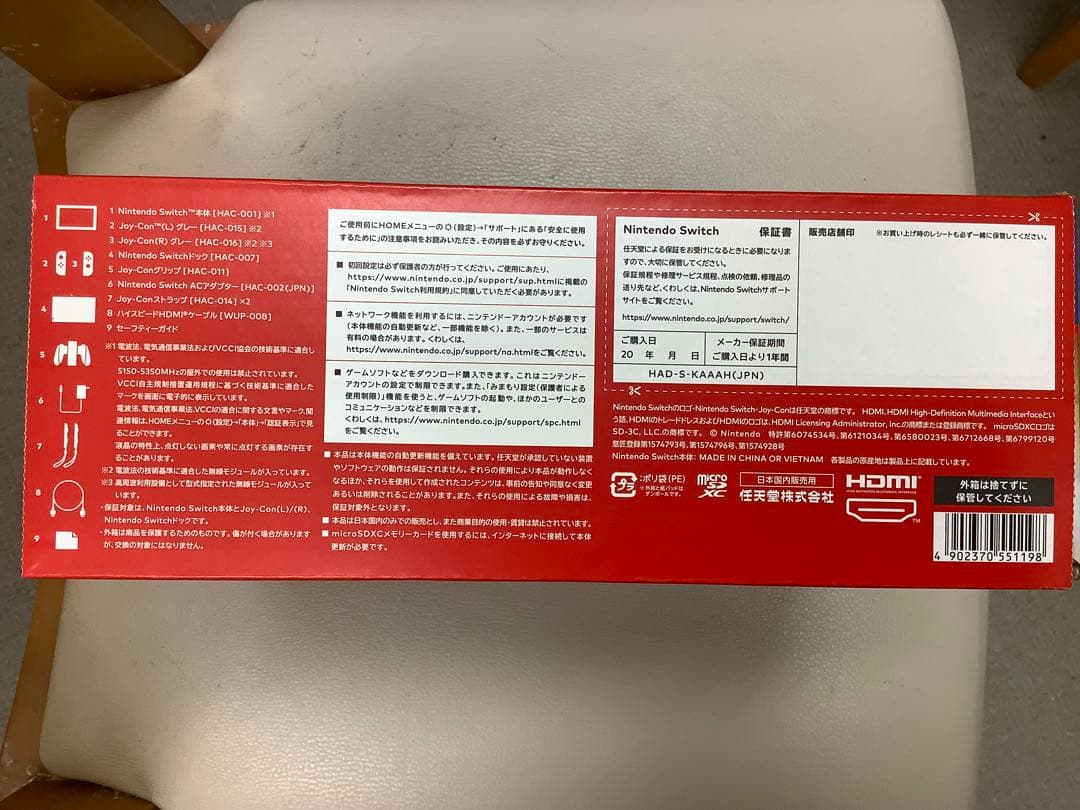 1 1 Nintendo Switch™本体[HAC-001]※1
2 Joy-Con™(L) グレー[HAC-015]※2
3 Joy-Con(R) グレー[HAC-016]※2 ※3
2 3 4 Nintendo Switchドック[HAC-007]
5 Joy-Conグリップ[HAC-011]
6 Nintendo Switch ACアダプター[HAC-002(JPN)]
4 7 Joy-Conストラップ[HAC-014]×2
8 ハイスピードHDMI®ケーブル[WUP-008]
9 セーフティーガイド
5 ※1 電波法、電気通信事業法およびVCCI協会の技術基準に適合し
ています。
5150-5350MHzの屋外での使用は禁止されています。
VCCI自主規制措置運用規程に基づく技術基準に適合した
6 マークを画面に電子的に表示しています。
電波法、電気通信事業法、VCCIの適合に関する文言やマーク、関
連情報は、HOMEメニューの(設定)→「本体」→「認証表示」で見
ることができます。
7 液晶の特性上、点灯しない画素や常に点灯する画素が存在す
ることがあります。
※2 電波法の技術基準に適合した無線モジュールが入っています。
8 ※3 高周波利用設備として型式指定された無線モジュールが入って
います。
・保証対象は、Nintendo Switch本体とJoy-Con(L)/(R)、
Nintendo Switchドックです。
9 ・外箱は商品を保護するためのものです。傷が付く場合があります
が、交換の対象にはなりません。
ご使用前にHOMEメニューの(設定)→「サポート」にある「安全に使用
するために」の注意事項をお読みいただき、その内容を必ずお守りください。
■ 初回設定は必ず保護者の方が行ってください。ご使用にあたり、
https://www.nintendo.co.jp/support/sup.htmlに掲載の
「Nintendo Switch利用規約」に同意していただく必要があります。
■ ネットワーク機能を利用するには、ニンテンドーアカウントが必要です
(本体機能の自動更新など、一部機能を除く)。また、一部のサービスは
有料の場合があります。くわしくは、
https://www.nintendo.co.jp/support/na.htmlをご覧ください。
■ ゲームソフトなどをダウンロード購入できます。これはニンテンドー
アカウントの設定で制限できます。また、「みまもり設定(保護者による
使用制限)」機能を使うと、ゲームソフトの起動や、ほかのユーザーとの
コミュニケーションなどを制限できます。
くわしくは、https://www.nintendo.co.jp/support/spc.html
をご覧ください。
■ 本品は本体機能の自動更新機能を備えています。任天堂が承認していない装置
やソフトウェアの動作は保証されません。それらの使用により本品が動作しなく
なるほか、それらを使用して作成されたコンテンツは、事前の告知や同意なく変更
あるいは削除されることがあります。また、それらの使用による故障や損害は、
保証対象外となります。
■ 本品は日本国内のみでの販売とし、また商業目的の使用・賃貸は禁止されています。
■ microSDXCメモリーカードを使用するには、インターネットに接続して本体
更新が必要です。
Nintendo Switch 保証書
任天堂による保証をお受けになるときに必要になりま
すので、大切に保管してください。
保証規程や修理サービス規程、点検の依頼、修理品の
送り先など、くわしくは、Nintendo Switchサポート
サイトをご覧ください。
https://www.nintendo.co.jp/support/switch/
ご購入日 メーカー保証期間
20 年 月 日 ご購入日より1年間
HAD-S-KAAAH(JPN)
販売店舗印 ※お買い上げ時のレシートも必ず一緒に保管してください。
Nintendo Switchのロゴ・Nintendo Switch・Joy-Conは任天堂の商標です。 HDMI、HDMI High-Definition Multimedia Interfaceとい
う語、HDMIのトレードドレスおよびHDMIのロゴは、HDMI Licensing Administrator, Inc.の商標または登録商標です。 microSDXCロゴは
SD-3C, LLC.の商標です。 © Nintendo 特許第6074534号、第6121034号、第6580023号、第6712668号、第6799120号
意匠登録第1574793号、第1574796号、第1574928号
Nintendo Switch本体: MADE IN CHINA OR VIETNAM 各製品の原産地は製品上に記載しています。
プラ :ポリ袋(PE)
※外箱と紙パッドは
ダンボールです。
micro SD XC
日本国内販売用
任天堂株式会社
HDMI™
HIGH-DEFINITION MULTIMEDIA INTERFACE
™
外箱は捨てずに
保管してください
4 902370 551198